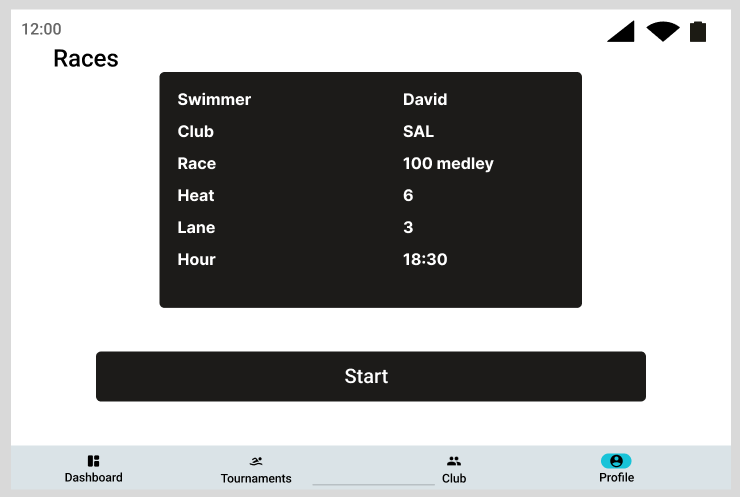 12:00
Races
Swimmer David
Club SAL
Race 100 medley
Heat 6
Lane 3
Hour 18:30
Start
Dashboard Tournaments Club Profile